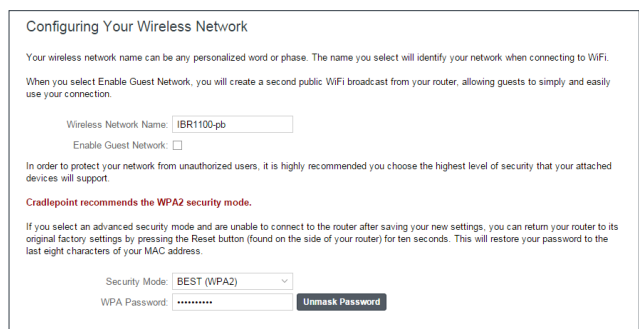 Configuring Your Wireless Network
Your wireless network name can be any personalized word or phase. The name you select will identify your network when connecting to WiFi.
When you select Enable Guest Network, you will create a second public WiFi broadcast from your router, allowing guests to simply and easily
use your connection.
Wireless Network Name: IBR1100-pb
Enable Guest Network:
In order to protect your network from unauthorized users, it is highly recommended you choose the highest level of security that your attached
devices will support.
Cradlepoint recommends the WPA2 security mode.
If you select an advanced security mode and are unable to connect to the router after saving your new settings, you can return your router to its
original factory settings by pressing the Reset button (found on the side of your router) for ten seconds. This will restore your password to the
last eight characters of your MAC address.
Security Mode: BEST (WPA2)
WPA Password: •••••••••• Unmask Password